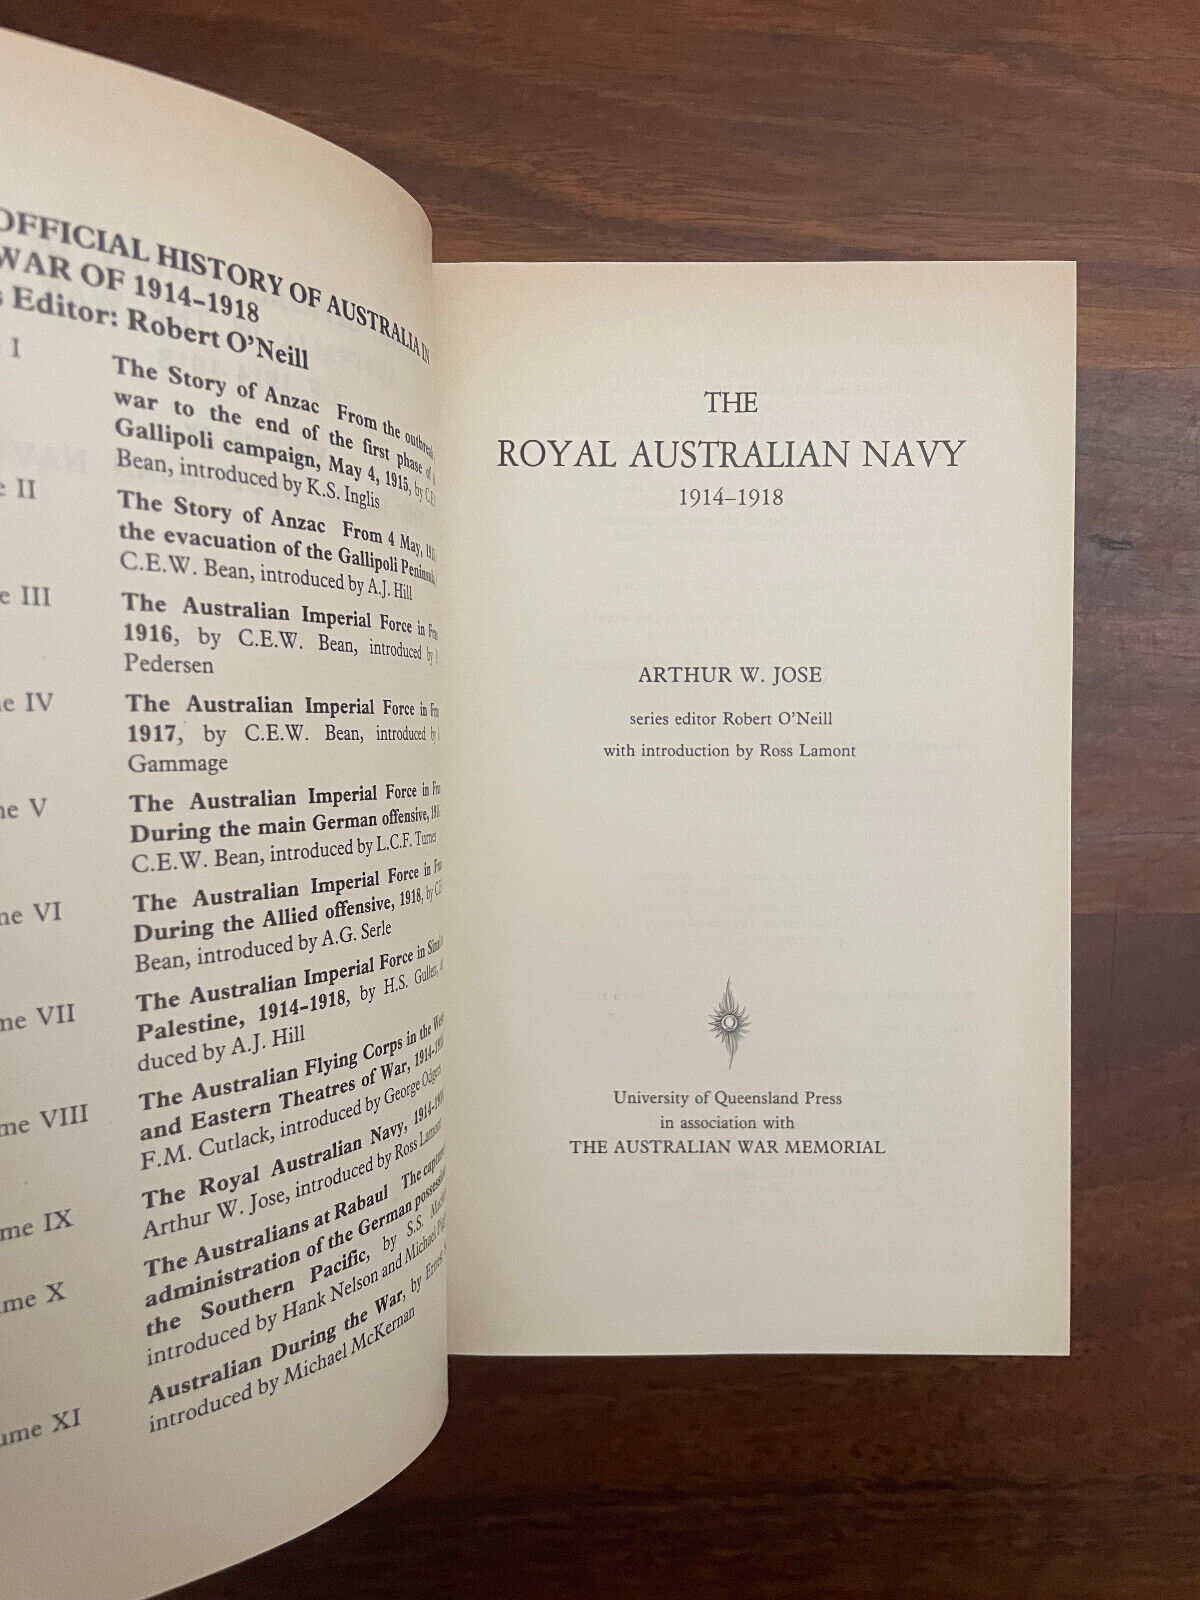 OFFICIAL HISTORY OF AUSTRALIA IN
WAR OF 1914–1918
Editor: Robert O'Neill
I
The Story of Anzac From the
war to the end of the first phase of
Gallipoli campaign, May 4, 1915, by
Bean, introduced by K.S. Inglis
II
The Story of Anzac From 4 May,
the evacuation of the Gallipoli
C.E.W. Bean, introduced by A.J. Hill
III
The Australian Imperial Force in
1916, by C.E.W. Bean, introduced by
Pedersen
IV
The Australian Imperial Force in
1917, by C.E.W. Bean, introduced by
Gammage
V
The Australian Imperial Force in
During the main German offensive,
C.E.W. Bean, introduced by L.C.F. Turner
VI
The Australian Imperial Force in
During the Allied offensive, 1918, by
Bean, introduced by A.G. Serle
VII
The Australian Imperial Force in
Palestine, 1914–1918, by H.S.
duced by A.J. Hill
VIII
The Australian Flying Corps in the
and Eastern Theatres of War,
F.M. Cutlack, introduced by George
IX
The Royal Australian Navy,
Arthur W. Jose, introduced by Ross Lamont
X
The Australians at Rabaul The
administration of the German
the Southern Pacific, by S.S.
introduced by Hank Nelson and Michael
XI
Australian During the War, by
introduced by Michael McKernan
THE
ROYAL AUSTRALIAN NAVY
1914–1918
ARTHUR W. JOSE
series editor Robert O'Neill
with introduction by Ross Lamont
University of Queensland Press
in association with
THE AUSTRALIAN WAR MEMORIAL